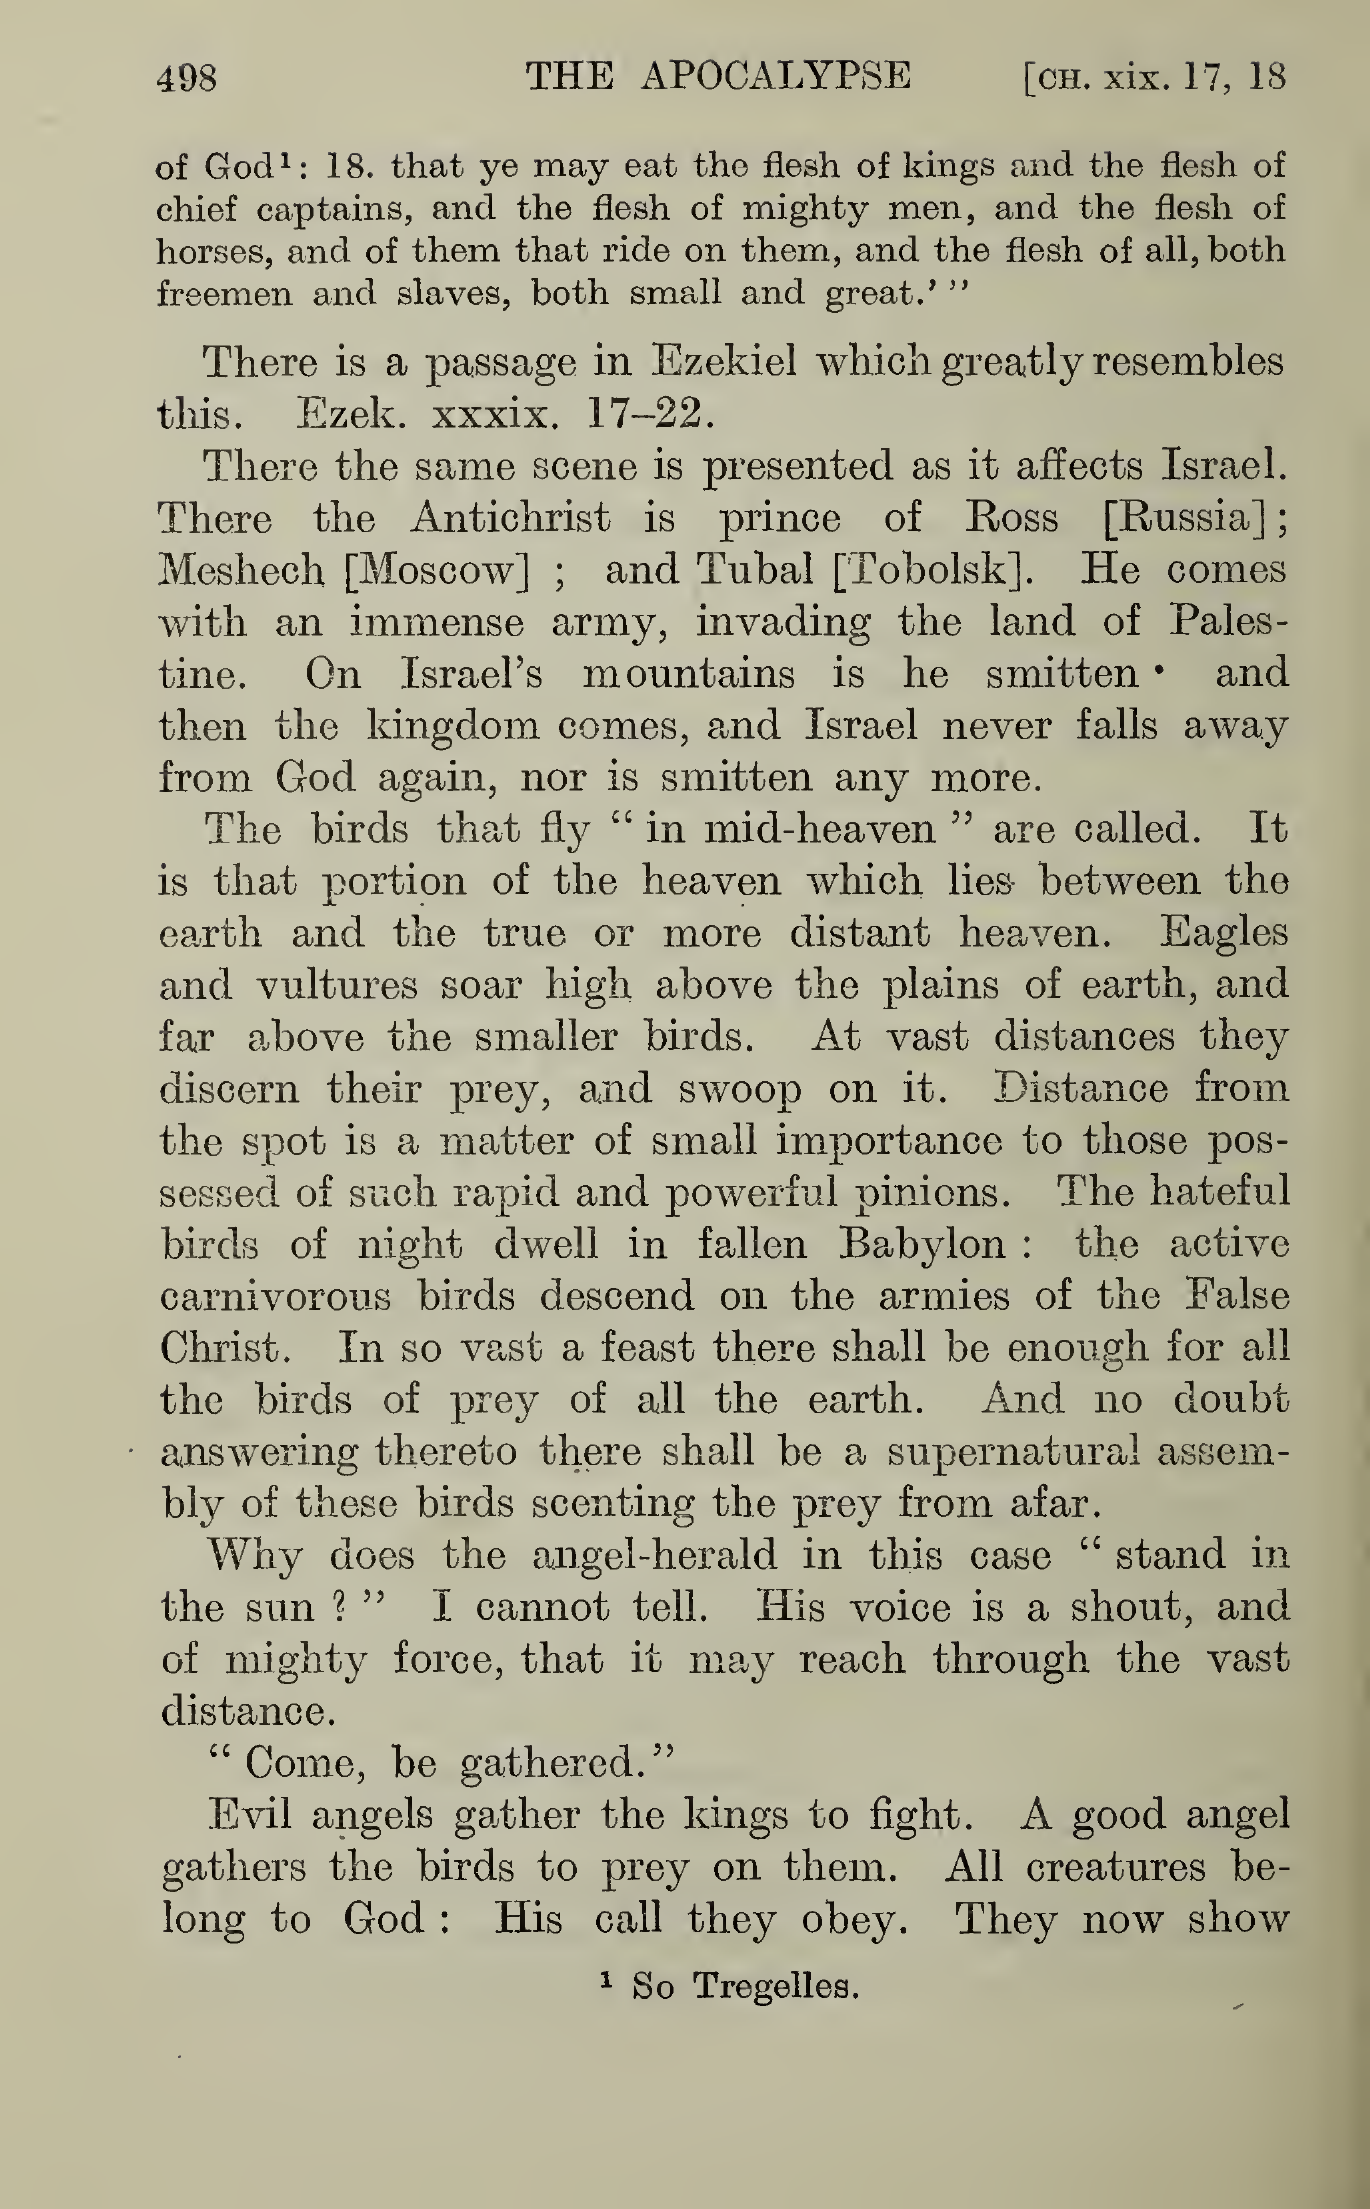 498 THE APOCALYPSE [CH. xix. 17, 18
of God¹: 18. that ye may eat the flesh of kings and the flesh of
chief captains, and the flesh of mighty men, and the flesh of
horses, and of them that ride on them, and the flesh of all, both
freemen and slaves, both small and great.’ ”
There is a passage in Ezekiel which greatly resembles
this. Ezek. xxxix. 17–22.
There the same scene is presented as it affects Israel.
There the Antichrist is prince of Ross [Russia];
Meshech [Moscow] ; and Tubal [Tobolsk]. He comes
with an immense army, invading the land of Pales-
tine. On Israel’s mountains is he smitten • and
then the kingdom comes, and Israel never falls away
from God again, nor is smitten any more.
The birds that fly “ in mid-heaven ” are called. It
is that portion of the heaven which lies between the
earth and the true or more distant heaven. Eagles
and vultures soar high above the plains of earth, and
far above the smaller birds. At vast distances they
discern their prey, and swoop on it. Distance from
the spot is a matter of small importance to those pos-
sessed of such rapid and powerful pinions. The hateful
birds of night dwell in fallen Babylon : the active
carnivorous birds descend on the armies of the False
Christ. In so vast a feast there shall be enough for all
the birds of prey of all the earth. And no doubt
answering thereto there shall be a supernatural assem-
bly of these birds scenting the prey from afar.
Why does the angel-herald in this case “ stand in
the sun ? ” I cannot tell. His voice is a shout, and
of mighty force, that it may reach through the vast
distance.
“ Come, be gathered.”
Evil angels gather the kings to fight. A good angel
gathers the birds to prey on them. All creatures be-
long to God : His call they obey. They now show
¹ So Tregelles.